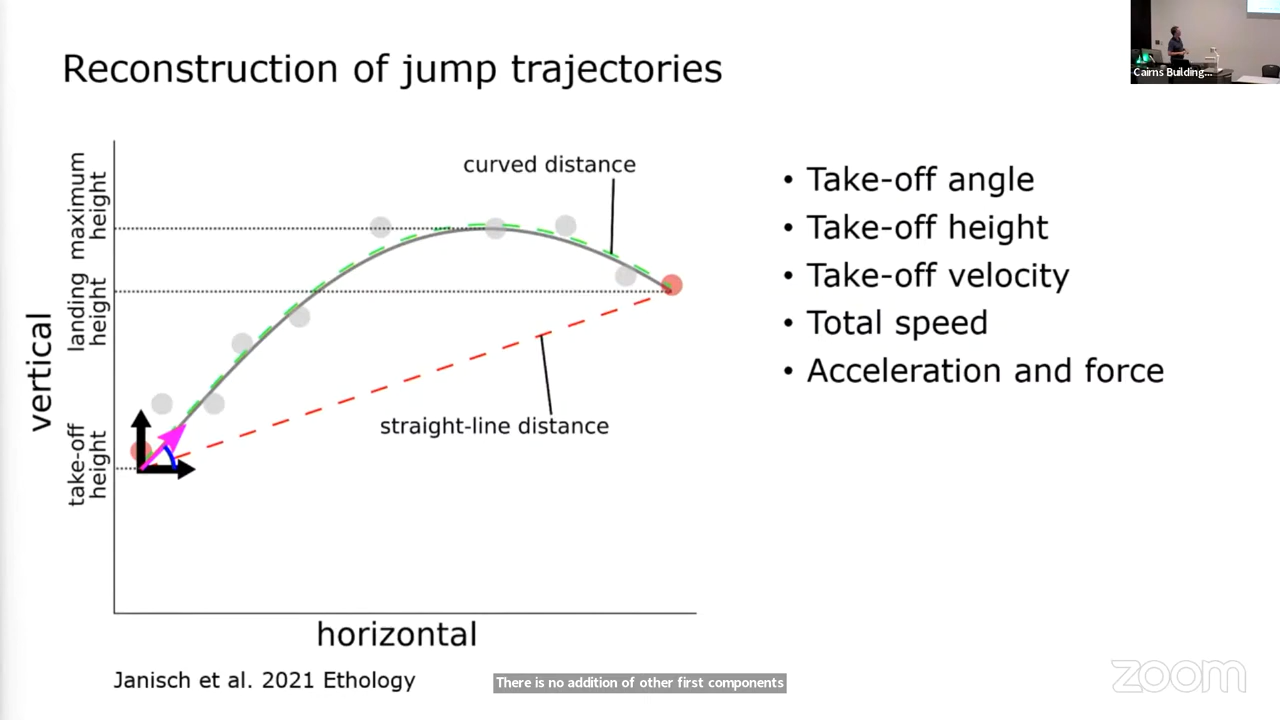 Reconstruction of jump trajectories
Cairns Building...
curved distance
maximum
height
landing
height
vertical
take-off
height
straight-line distance
horizontal
• Take-off angle
• Take-off height
• Take-off velocity
• Total speed
• Acceleration and force
Janisch et al. 2021 Ethology
There is no addition of other first components
zoom